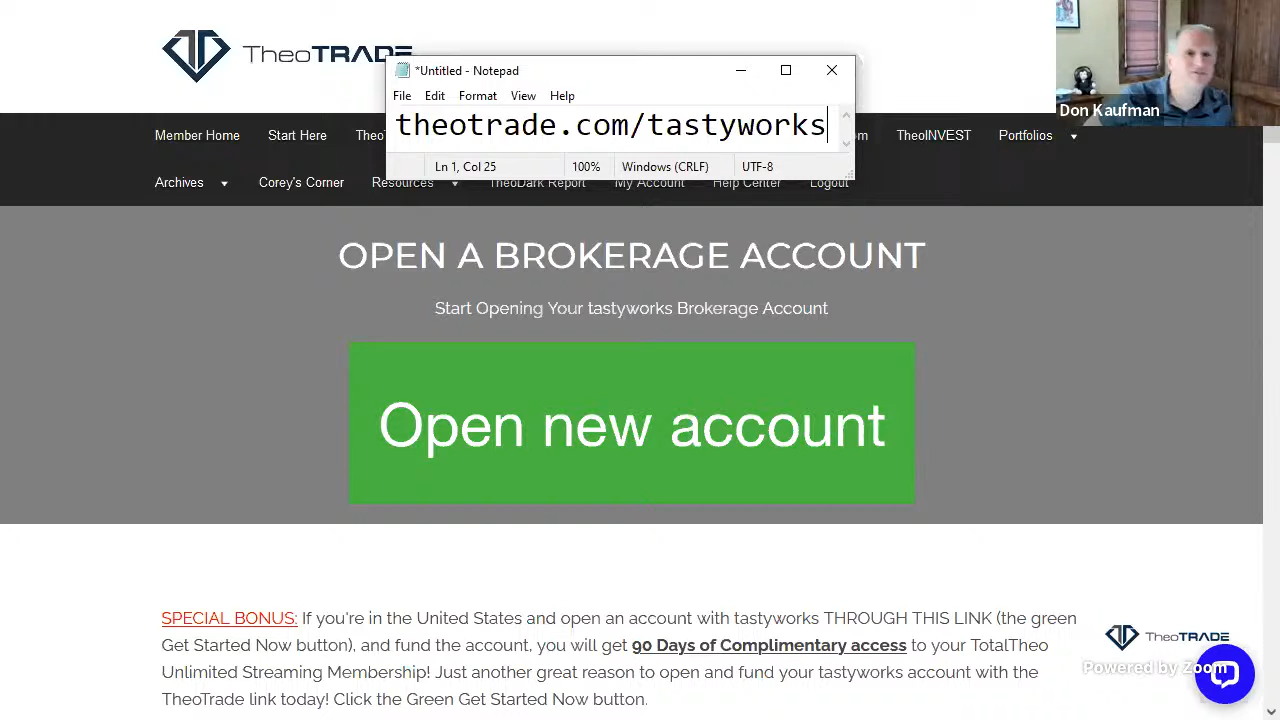 TheoTRADE
*Untitled - Notepad
File Edit Format View Help
theotrade.com/tastyworks
Ln 1, Col 25 100% Windows (CRLF) UTF-8
Don Kaufman
Member Home Start Here TheoINVEST Portfolios
Archives Corey's Corner Resources TheoDark Report My Account Help Center Logout
OPEN A BROKERAGE ACCOUNT
Start Opening Your tastyworks Brokerage Account
Open new account
SPECIAL BONUS: If you're in the United States and open an account with tastyworks THROUGH THIS LINK (the green
Get Started Now button), and fund the account, you will get 90 Days of Complimentary access to your TotalTheo
Unlimited Streaming Membership! Just another great reason to open and fund your tastyworks account with the
TheoTrade link today! Click the Green Get Started Now button.
TheoTRADE
Powered by Zoom